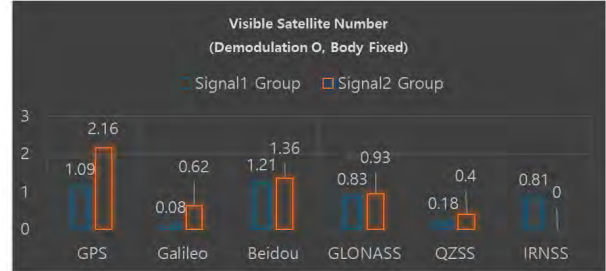 Visible Satellite Number
(Demodulation O, Body Fixed)
Signal1 Group Signal2 Group
3
2
1
0
1.09 2.16
0.08 0.62
1.21 1.36
0.83 0.93
0.18 0.4
0.81 0
GPS Galileo Beidou GLONASS QZSS IRNSS